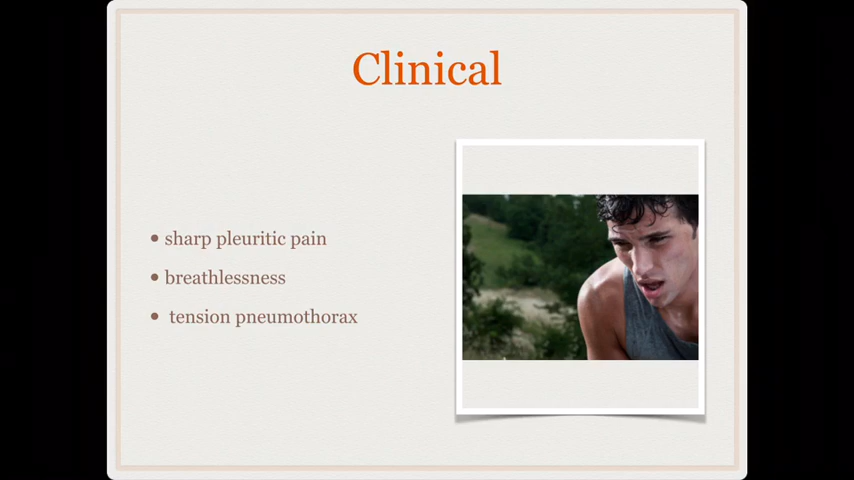 Clinical
• sharp pleuritic pain
• breathlessness
• tension pneumothorax